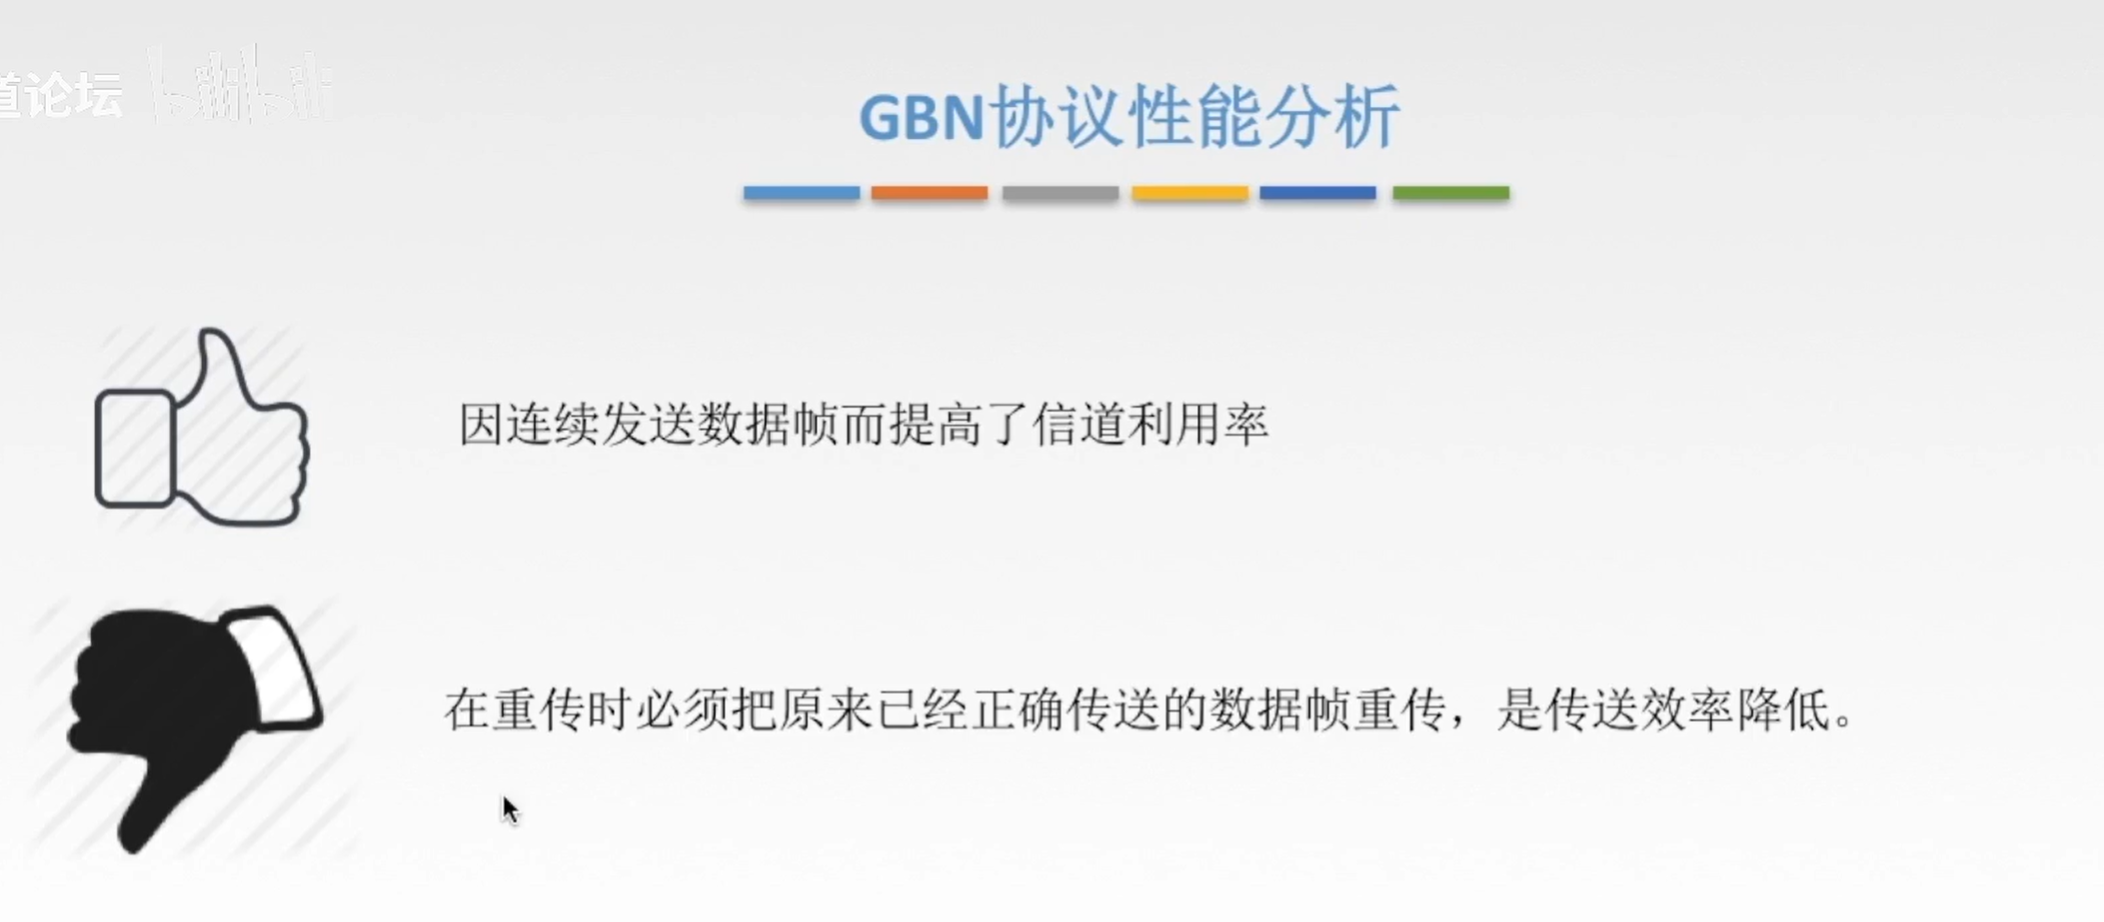 道论坛 bilibili
GBN协议性能分析
因连续发送数据帧而提高了信道利用率
在重传时必须把原来已经正确传送的数据帧重传，是传送效率降低。